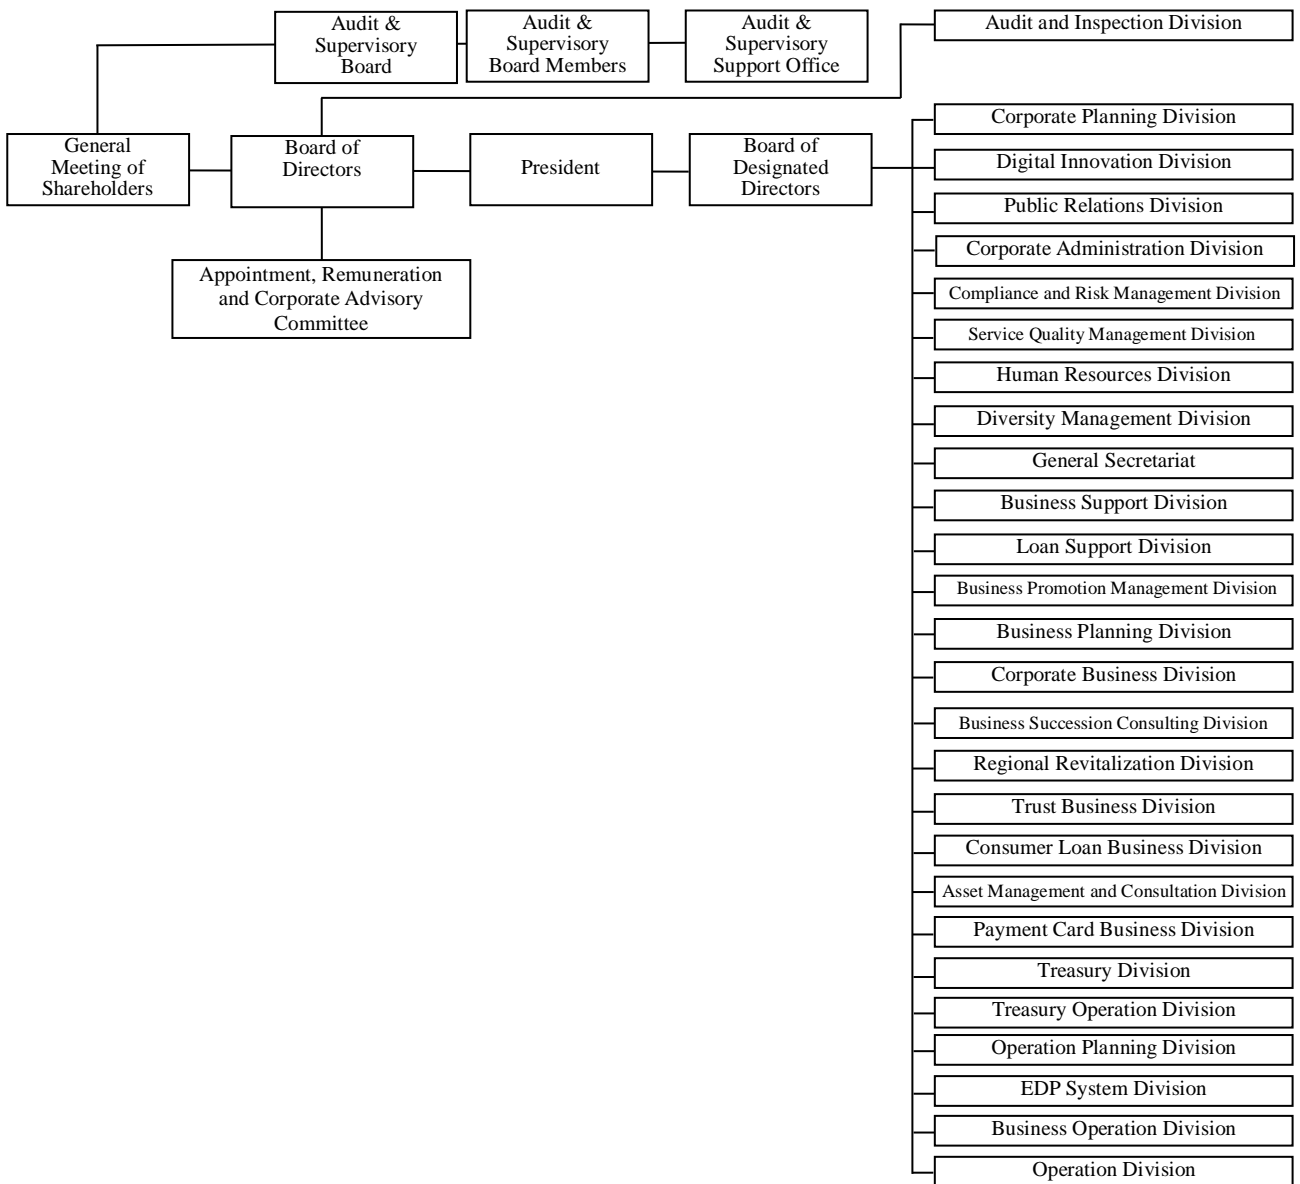 Audit &
Supervisory
Board
Audit &
Supervisory
Board Members
Audit &
Supervisory
Support Office
Audit and Inspection Division
General
Meeting of
Shareholders
Board of
Directors
President
Board of
Designated
Directors
Appointment, Remuneration
and Corporate Advisory
Committee
Corporate Planning Division
Digital Innovation Division
Public Relations Division
Corporate Administration Division
Compliance and Risk Management Division
Service Quality Management Division
Human Resources Division
Diversity Management Division
General Secretariat
Business Support Division
Loan Support Division
Business Promotion Management Division
Business Planning Division
Corporate Business Division
Business Succession Consulting Division
Regional Revitalization Division
Trust Business Division
Consumer Loan Business Division
Asset Management and Consultation Division
Payment Card Business Division
Treasury Division
Treasury Operation Division
Operation Planning Division
EDP System Division
Business Operation Division
Operation Division